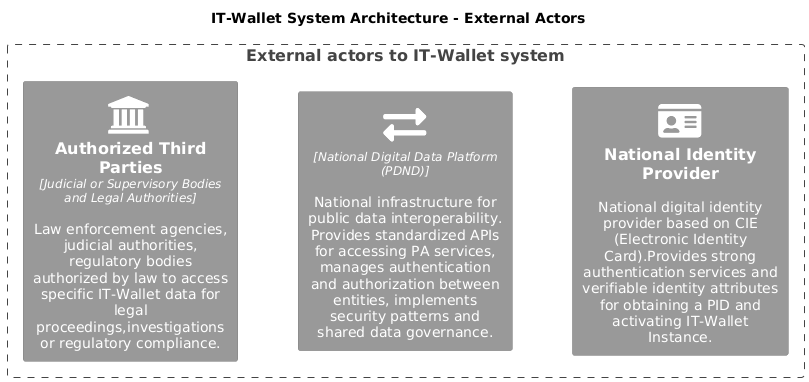 IT-Wallet System Architecture - External Actors
External actors to IT-Wallet system
Authorized Third
Parties
[Judicial or Supervisory Bodies
and Legal Authorities]
Law enforcement agencies,
judicial authorities,
regulatory bodies
authorized by law to access
specific IT-Wallet data for
legal
proceedings,investigations
or regulatory compliance.
[National Digital Data Platform
(PDND)]
National infrastructure for
public data interoperability.
Provides standardized APIs
for accessing PA services,
manages authentication
and authorization between
entities, implements
security patterns and
shared data governance.
National Identity
Provider
National digital identity
provider based on CIE
(Electronic Identity
Card).Provides strong
authentication services and
verifiable identity attributes
for obtaining a PID and
activating IT-Wallet
Instance.